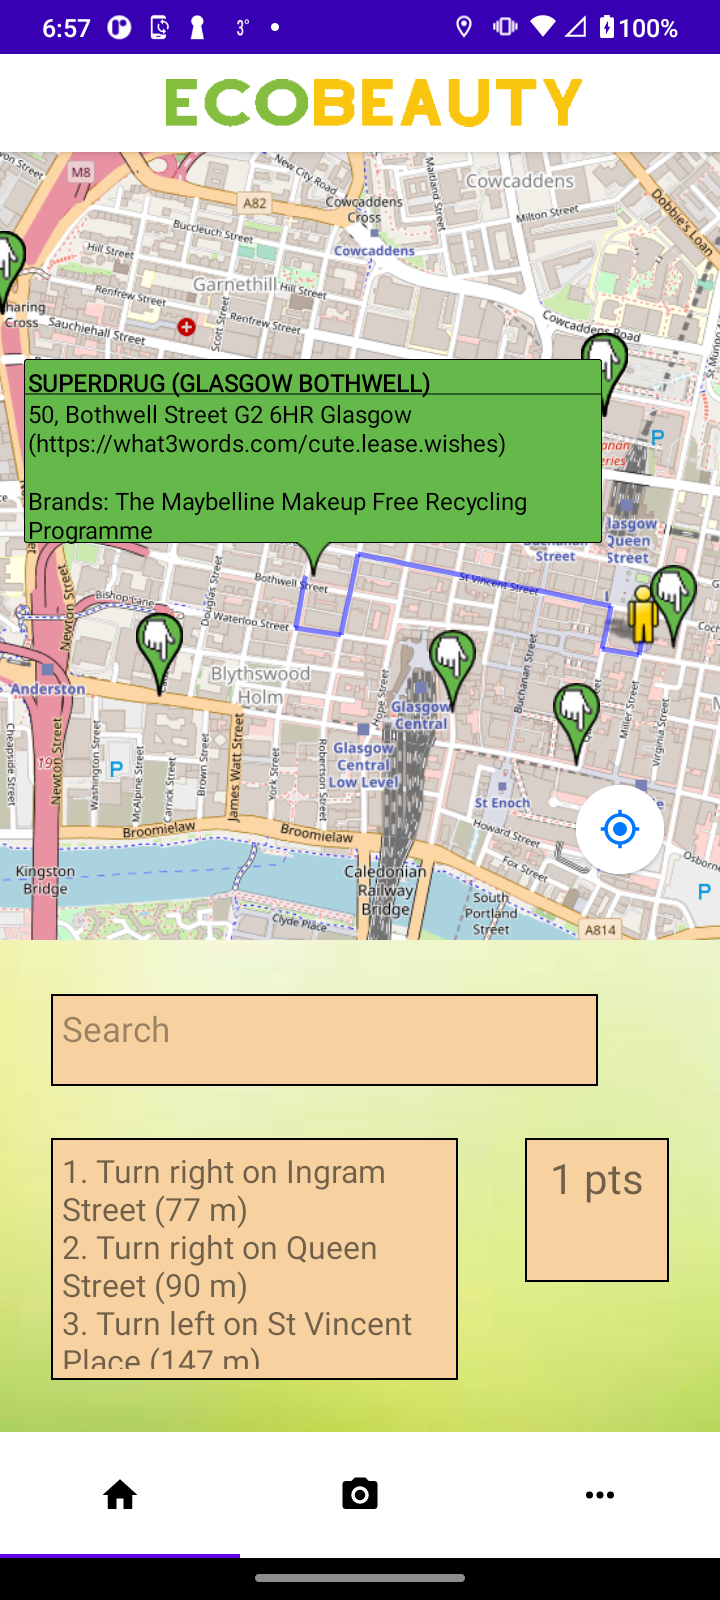 6:57
3°
100%
ECOBEAUTY
M8
New City Road
Maitland Street
Cowcaddens
A82
Cowcaddens
Cross
Milton Street
Dobbie's Loan
Buccleuch Street
Cowcaddens
Hill Street
Garnethill
Hill Street
Renfrew Street
Scott Street
Renfrew Street
haring
Cross
Sauchiehall Street
Cowcaddens Road
SUPERDRUG (GLASGOW BOTHWELL)
50, Bothwell Street G2 6HR Glasgow
(https://what3words.com/cute.lease.wishes)
Brands: The Maybelline Makeup Free Recycling
Programme
P
lasgow
Queen
Street
Buchanan
Street
Bothwell Street
St Vincent Street
Bishop Lane
Douglas Street
Waterloo Street
Newton Street
Blythswood
Holm
Anderston
Hope Street
Buchanan Street
Glasgow
Central
Miller Street
Virginia Street
Glasgow
Central
Low Level
Cheapside Street
19
Newton Street
Washington Street
P
McAlpine Street
Carrick Street
Brown Street
James Watt Street
York Street
Robertson Street
St Enoch
Howard Street
Fox Street
Osborne
Broomielaw
Broomielaw
Kingston
Bridge
Caledonian
Railway
Bridge
P
South
Portland
Street
Clyde Place
A814
Search
1. Turn right on Ingram
Street (77 m)
2. Turn right on Queen
Street (90 m)
3. Turn left on St Vincent
Place (147 m)
1 pts